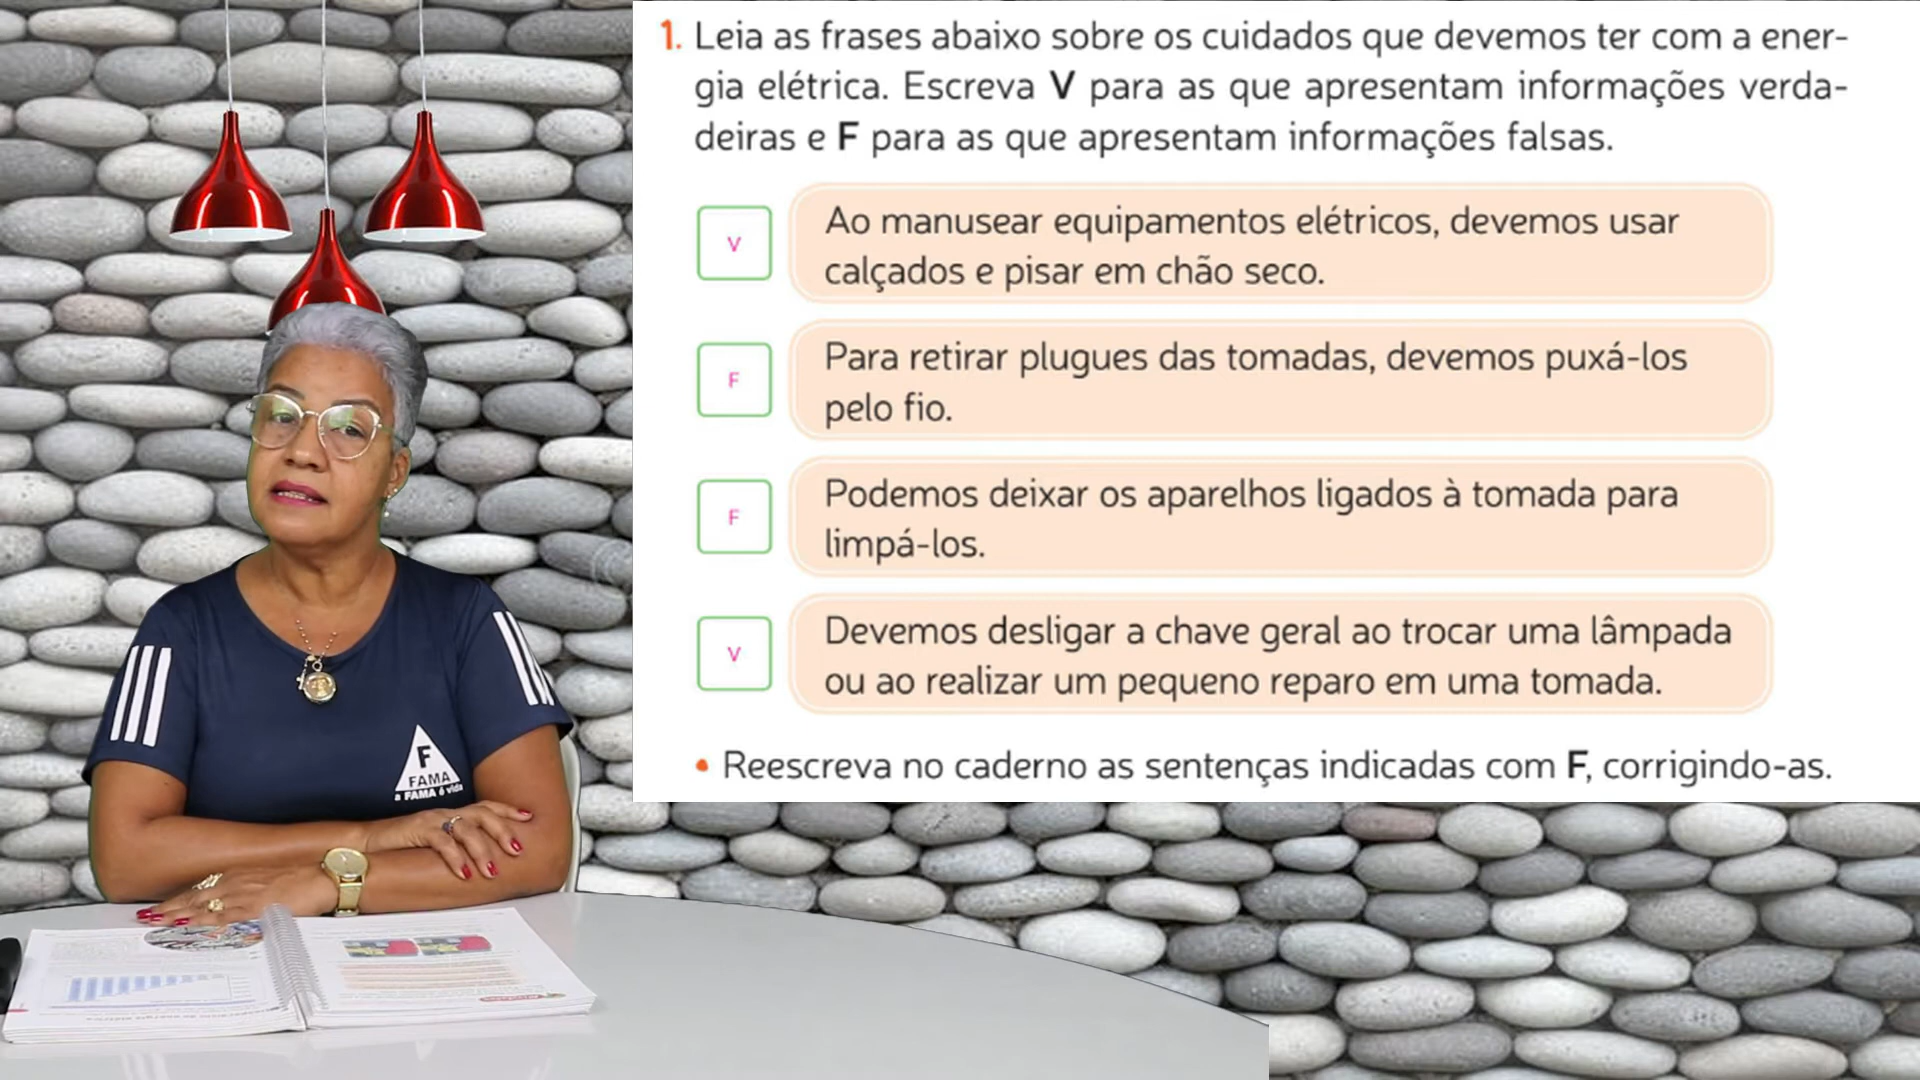 1. Leia as frases abaixo sobre os cuidados que devemos ter com a ener-
gia elétrica. Escreva V para as que apresentam informações verda-
deiras e F para as que apresentam informações falsas.
V
Ao manusear equipamentos elétricos, devemos usar
calçados e pisar em chão seco.
F
Para retirar plugues das tomadas, devemos puxá-los
pelo fio.
F
Podemos deixar os aparelhos ligados à tomada para
limpá-los.
V
Devemos desligar a chave geral ao trocar uma lâmpada
ou ao realizar um pequeno reparo em uma tomada.
• Reescreva no caderno as sentenças indicadas com F, corrigindo-as.
F
FAMA
a FAMA é vida